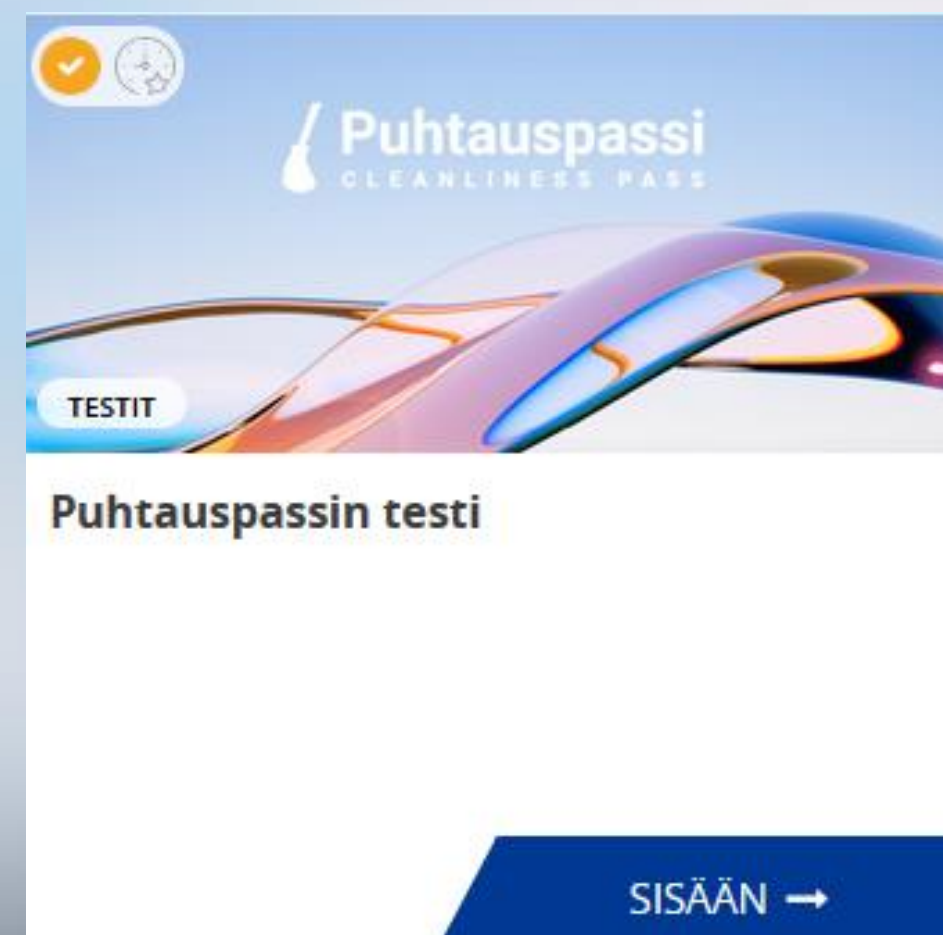 Puhtauspassi
CLEANLINESS PASS
TESTIT
Puhtauspassin testi
SISÄÄN →